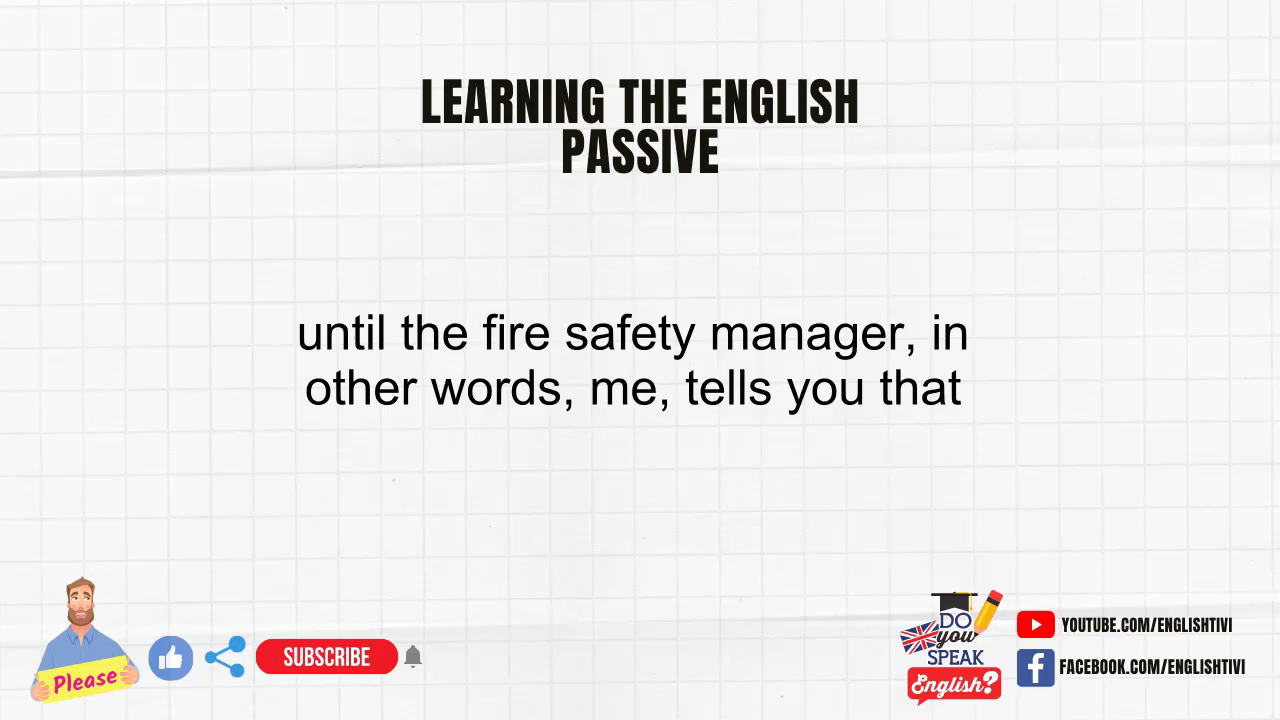 LEARNING THE ENGLISH
PASSIVE
until the fire safety manager, in
other words, me, tells you that
Please
SUBSCRIBE
DO
you
SPEAK
English?
YOUTUBE.COM/ENGLISHTIVI
FACEBOOK.COM/ENGLISHTIVI